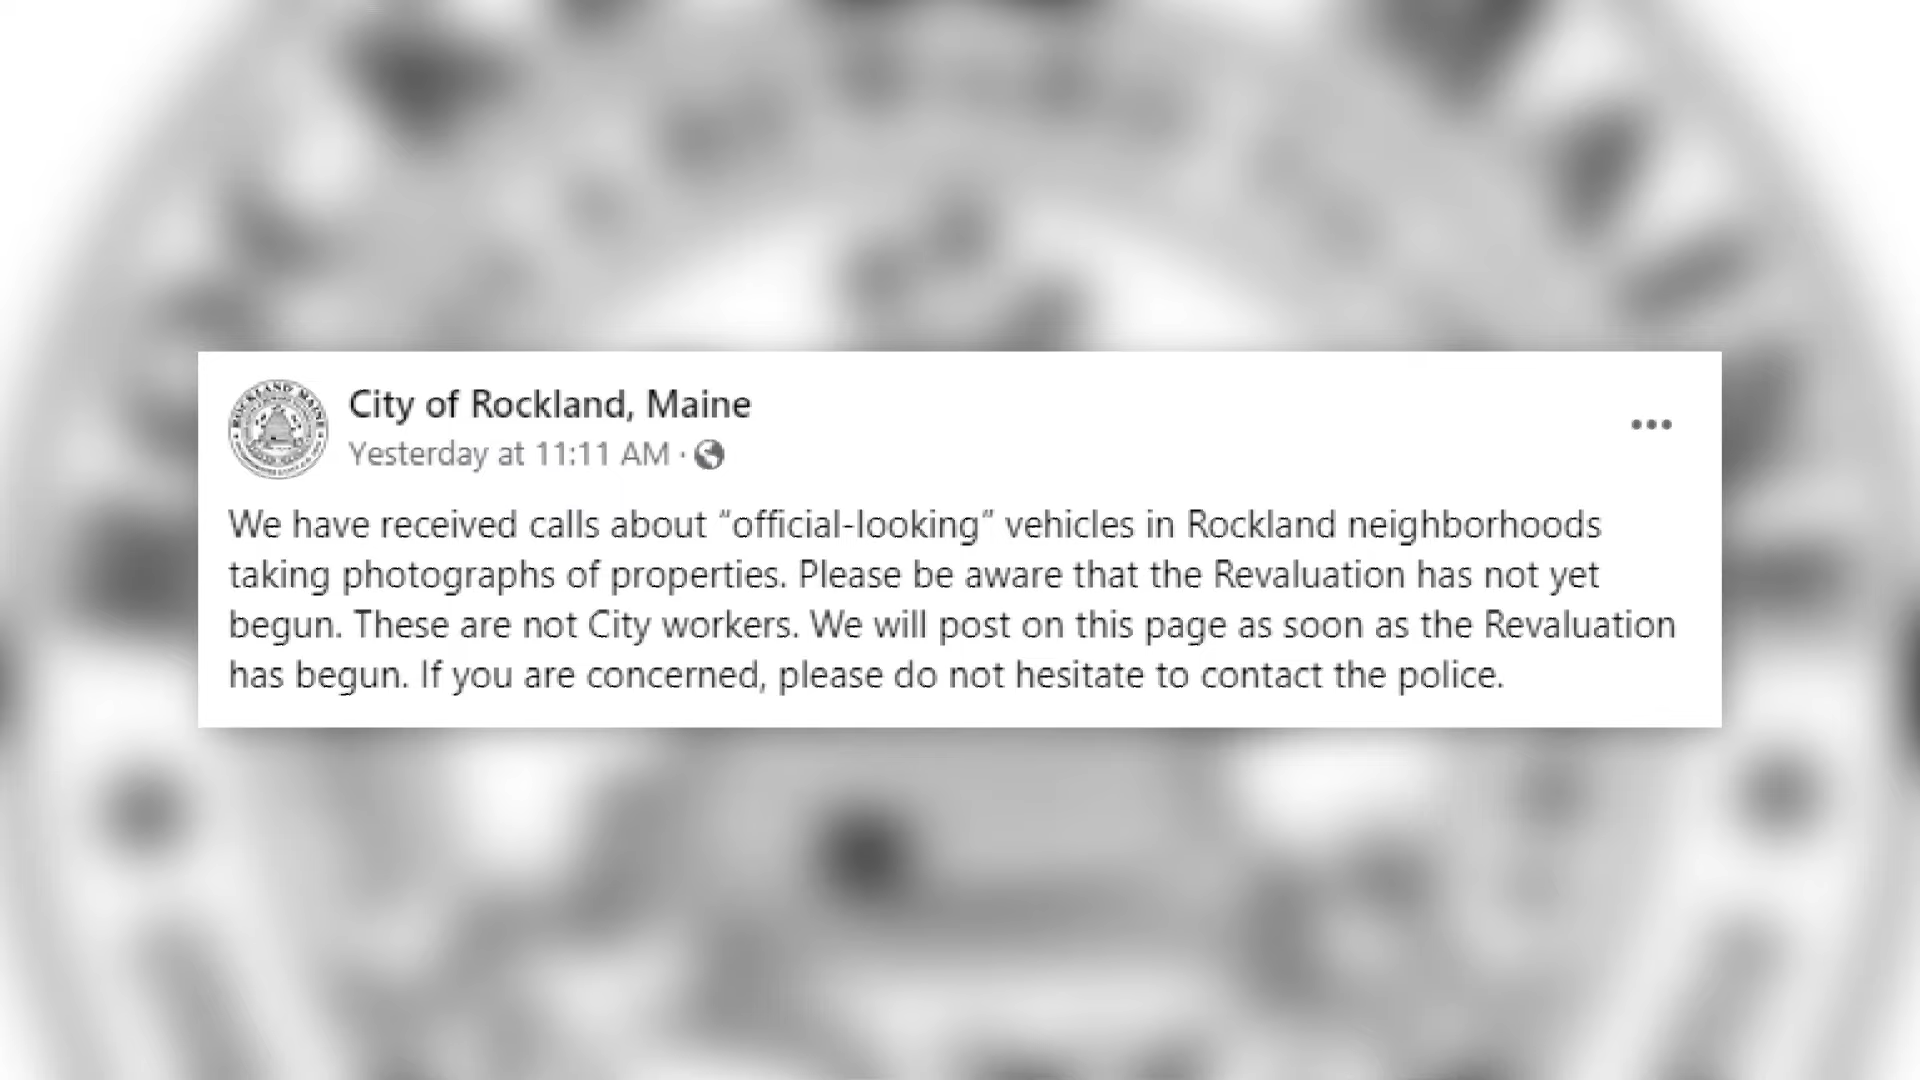 City of Rockland, Maine
Yesterday at 11:11 AM ·
We have received calls about “official-looking” vehicles in Rockland neighborhoods
taking photographs of properties. Please be aware that the Revaluation has not yet
begun. These are not City workers. We will post on this page as soon as the Revaluation
has begun. If you are concerned, please do not hesitate to contact the police.
ROCKLAND MAINE